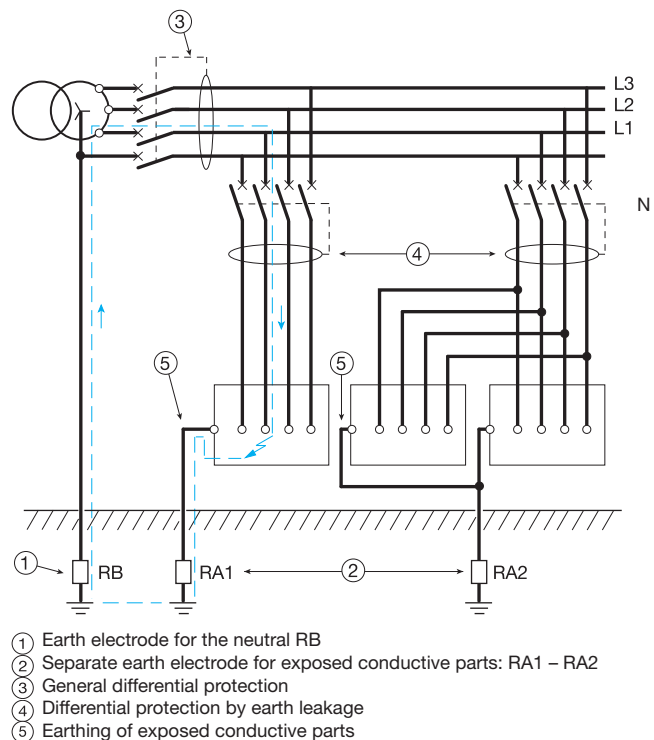 3
L3
L2
L1
N
4
5
5
1
RB
RA1
2
RA2
1 Earth electrode for the neutral RB
2 Separate earth electrode for exposed conductive parts: RA1 – RA2
3 General differential protection
4 Differential protection by earth leakage
5 Earthing of exposed conductive parts